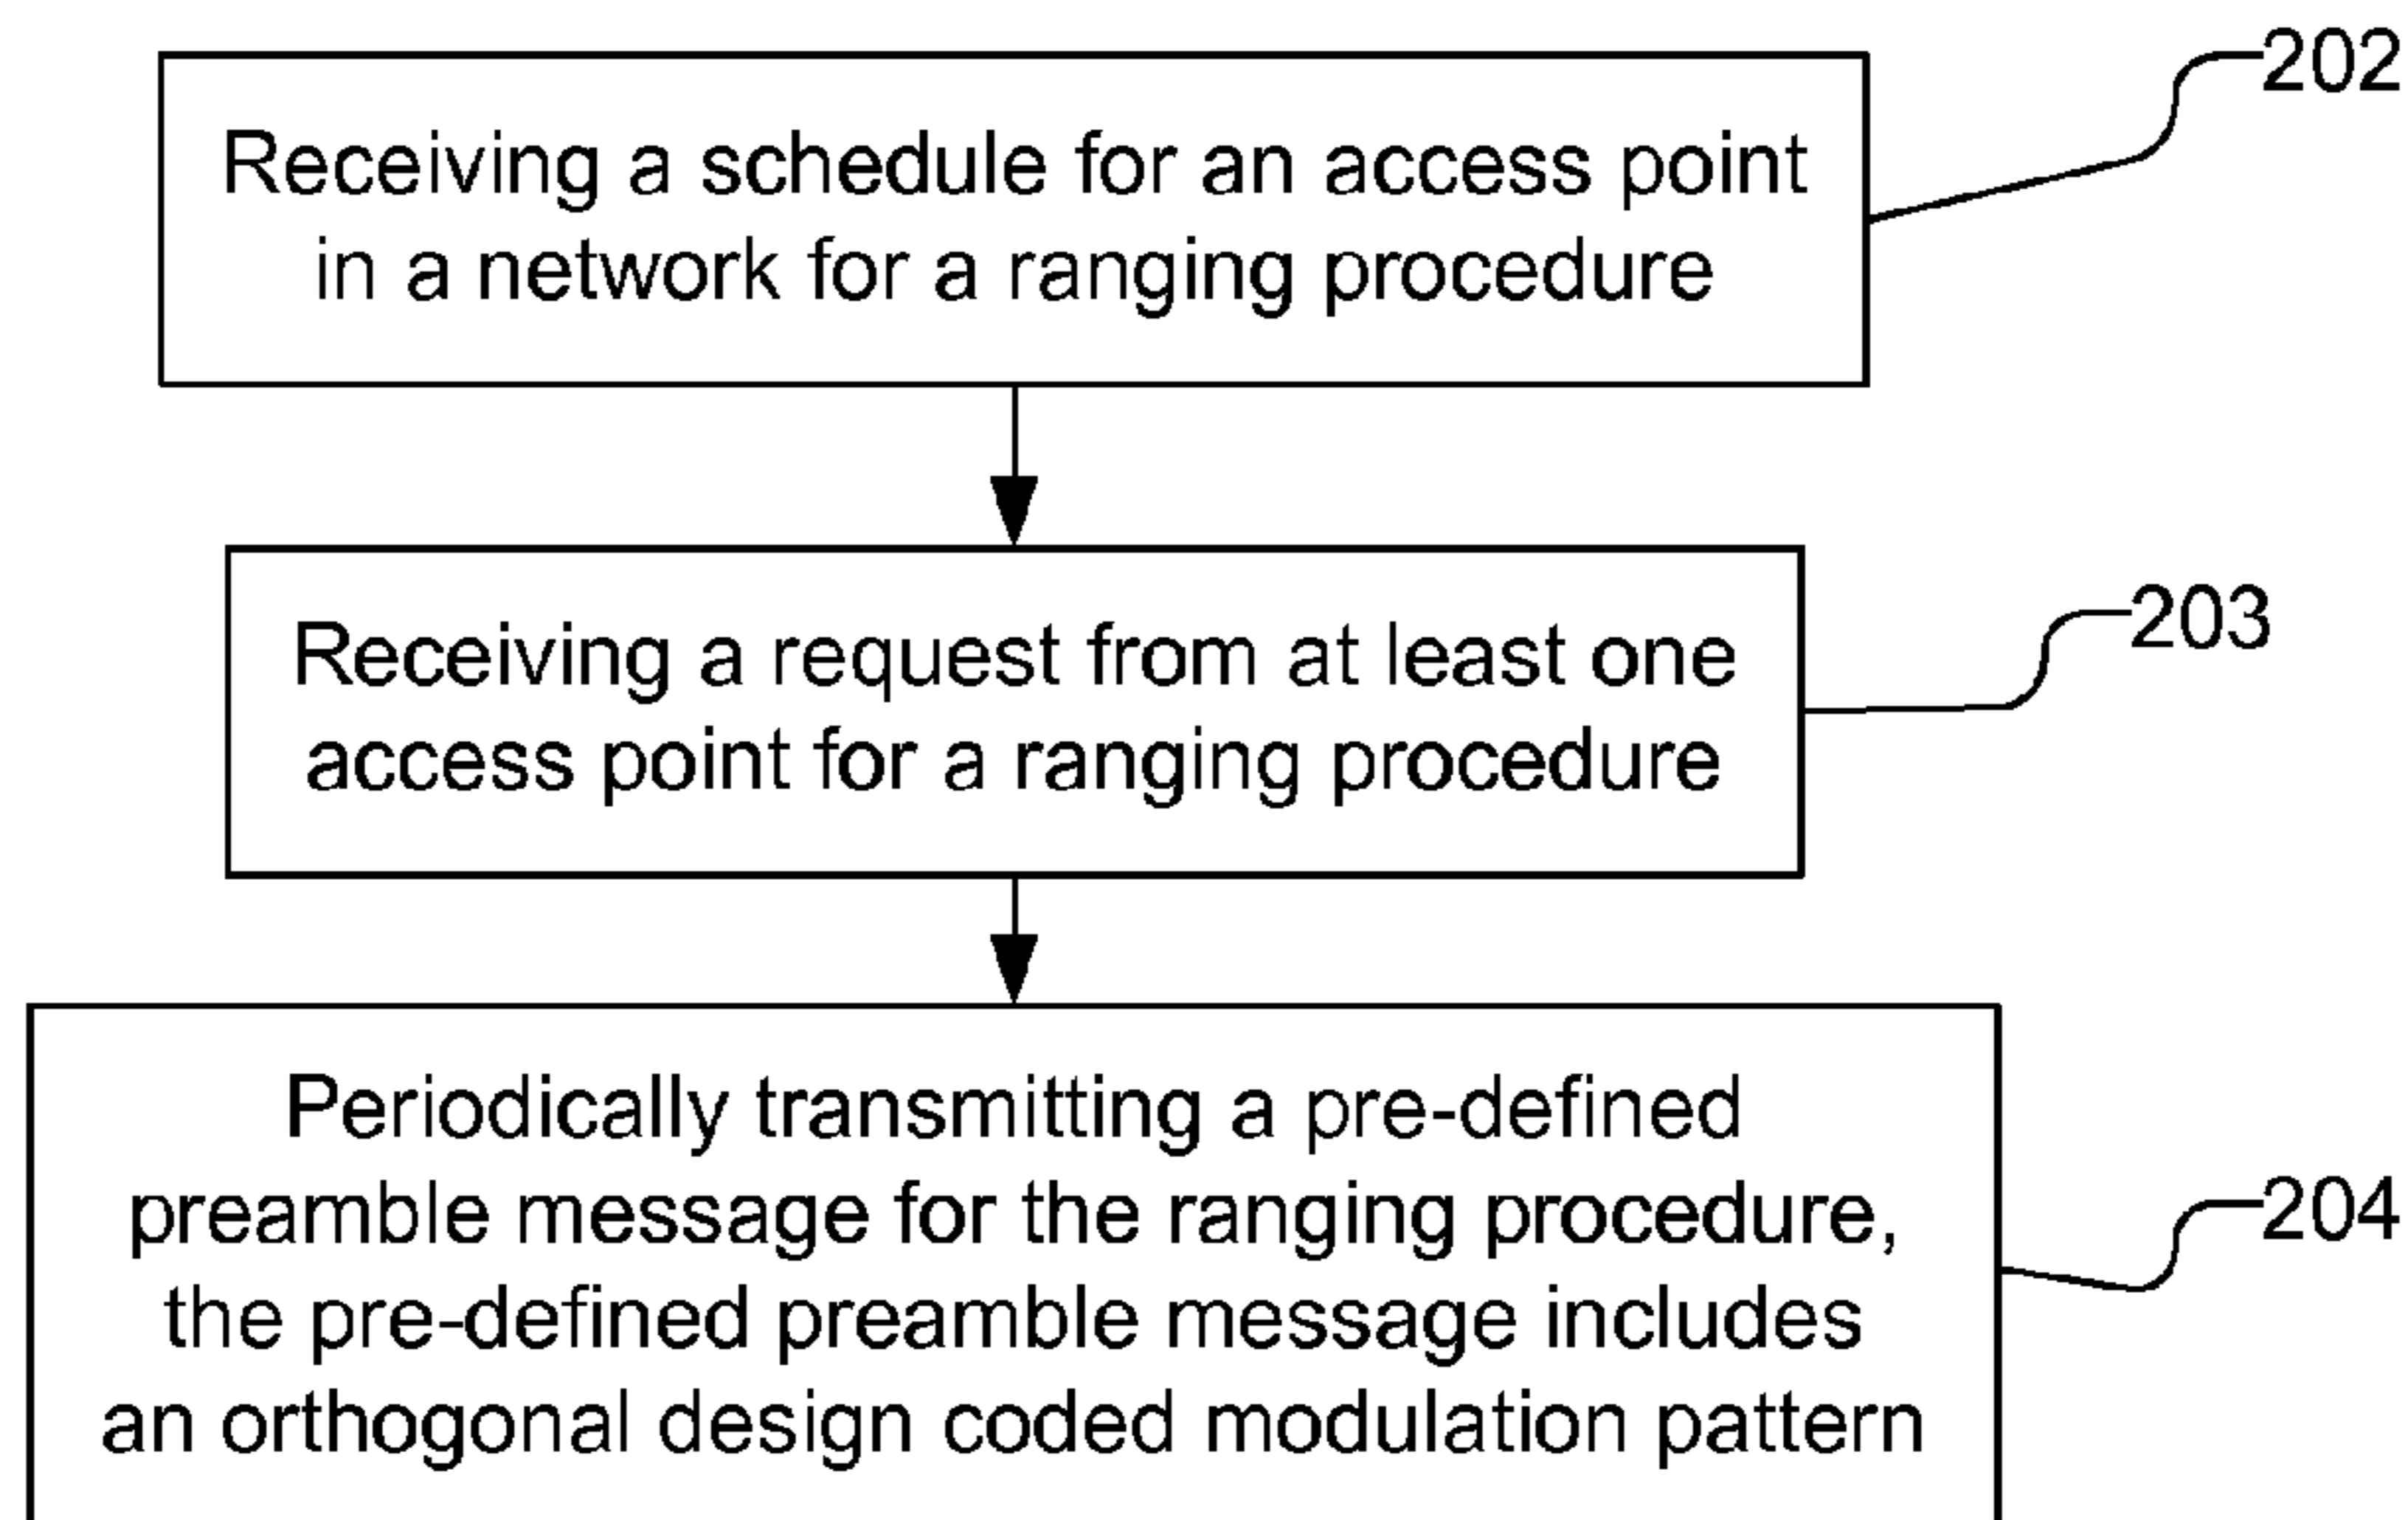 202
Receiving a schedule for an access point
in a network for a ranging procedure
203
Receiving a request from at least one
access point for a ranging procedure
Periodically transmitting a pre-defined
preamble message for the ranging procedure,
204
the pre-defined preamble message includes
an orthogonal design coded modulation pattern